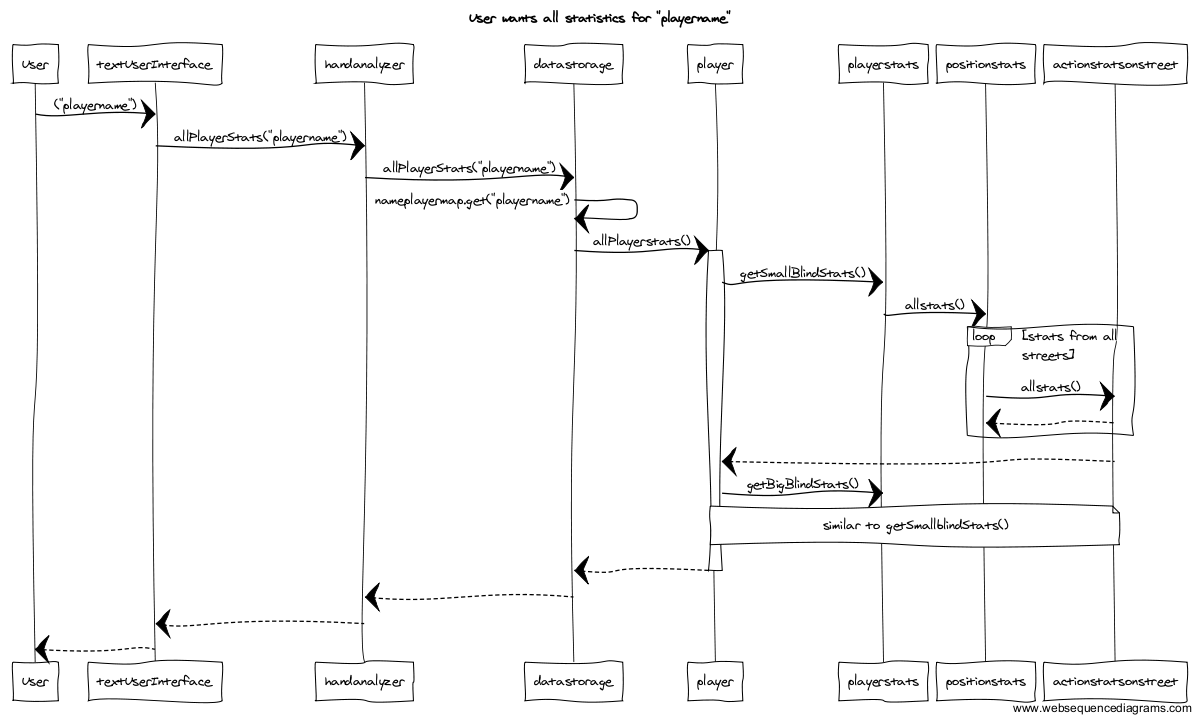 User wants all statistics for "playername"
User
textUserInterface
handanalyzer
datastorage
player
playerstats
positionstats
actionstatsonstreet
("playername")
allPlayerStats("playername")
allPlayerStats("playername")
nameplayermap.get("playername")
allPlayerstats()
getSmallBlindStats()
allstats()
loop
[stats from all
streets]
allstats()
getBigBlindStats()
similar to getSmallblindStats()
User
textUserInterface
handanalyzer
datastorage
player
playerstats
positionstats
actionstatsonstreet
www.websequencediagrams.com